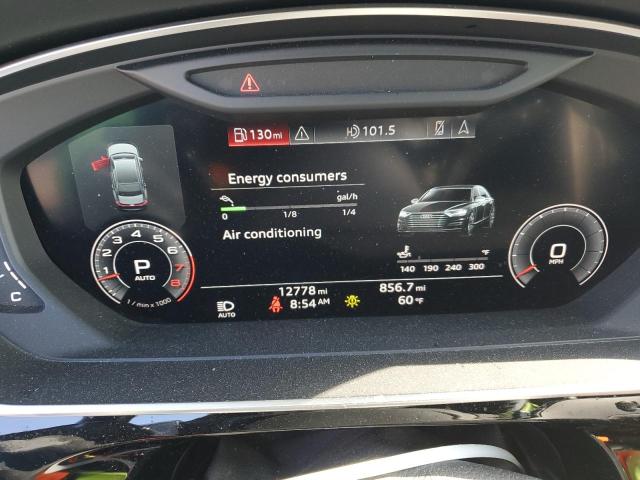 130 mi 101.5
Energy consumers
gal/h
0 1/8 1/4
Air conditioning
1 2 3 4 5 6 7 8
P
AUTO
1 / min x 1000
0
MPH
°F
140 190 240 300
C
AUTO
12778 mi 856.7 mi
8:54 AM 60 °F